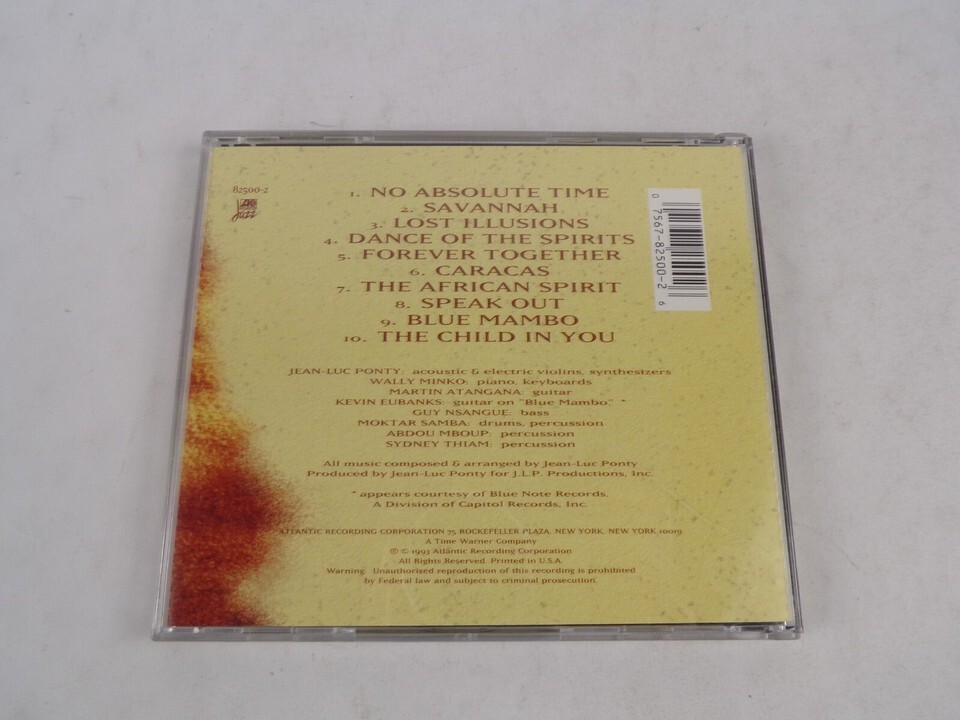 82500-2
jazz
1. NO ABSOLUTE TIME
2. SAVANNAH
3. LOST ILLUSIONS
4. DANCE OF THE SPIRITS
5. FOREVER TOGETHER
6. CARACAS
7. THE AFRICAN SPIRIT
8. SPEAK OUT
9. BLUE MAMBO
10. THE CHILD IN YOU
0 7567-82500-2 6
JEAN-LUC PONTY: acoustic & electric violins, synthesizers
WALLY MINKO: piano, keyboards
MARTIN ATANGANA: guitar
KEVIN EUBANKS: guitar on "Blue Mambo," *
GUY NSANGUE: bass
MOKTAR SAMBA: drums, percussion
ABDOU MBOUP: percussion
SYDNEY THIAM: percussion
All music composed & arranged by Jean-Luc Ponty
Produced by Jean-Luc Ponty for J.L.P. Productions, Inc.
* appears courtesy of Blue Note Records,
A Division of Capitol Records, Inc.
ATLANTIC RECORDING CORPORATION 75 ROCKEFELLER PLAZA, NEW YORK, NEW YORK 10019
A Time Warner Company
℗ © 1993 Atlantic Recording Corporation
All Rights Reserved. Printed in U.S.A.
Warning: Unauthorized reproduction of this recording is prohibited
by Federal law and subject to criminal prosecution.